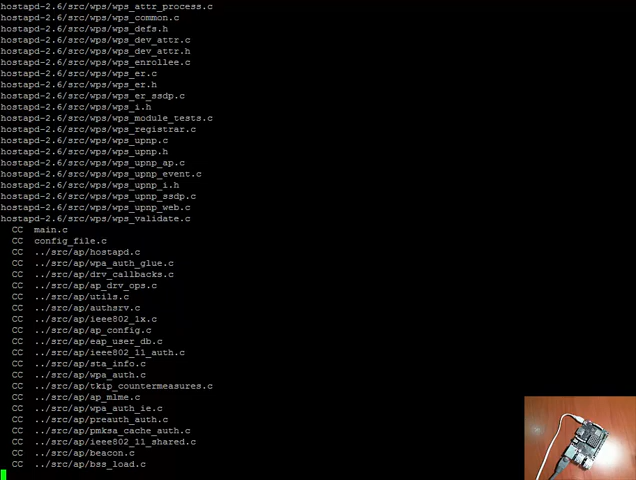 hostapd-2.6/src/wps/wps_attr_process.c
hostapd-2.6/src/wps/wps_common.c
hostapd-2.6/src/wps/wps_defs.h
hostapd-2.6/src/wps/wps_dev_attr.c
hostapd-2.6/src/wps/wps_dev_attr.h
hostapd-2.6/src/wps/wps_enrollee.c
hostapd-2.6/src/wps/wps_er.c
hostapd-2.6/src/wps/wps_er.h
hostapd-2.6/src/wps/wps_er_ssdp.c
hostapd-2.6/src/wps/wps_i.h
hostapd-2.6/src/wps/wps_module_tests.c
hostapd-2.6/src/wps/wps_registrar.c
hostapd-2.6/src/wps/wps_upnp.c
hostapd-2.6/src/wps/wps_upnp.h
hostapd-2.6/src/wps/wps_upnp_ap.c
hostapd-2.6/src/wps/wps_upnp_event.c
hostapd-2.6/src/wps/wps_upnp_i.h
hostapd-2.6/src/wps/wps_upnp_ssdp.c
hostapd-2.6/src/wps/wps_upnp_web.c
hostapd-2.6/src/wps/wps_validate.c
CC main.c
CC config_file.c
CC ../src/ap/hostapd.c
CC ../src/ap/wpa_auth_glue.c
CC ../src/ap/drv_callbacks.c
CC ../src/ap/ap_drv_ops.c
CC ../src/ap/utils.c
CC ../src/ap/authsrv.c
CC ../src/ap/ieee802_1x.c
CC ../src/ap/ap_config.c
CC ../src/ap/eap_user_db.c
CC ../src/ap/ieee802_11_auth.c
CC ../src/ap/sta_info.c
CC ../src/ap/wpa_auth.c
CC ../src/ap/tkip_countermeasures.c
CC ../src/ap/ap_mlme.c
CC ../src/ap/wpa_auth_ie.c
CC ../src/ap/preauth_auth.c
CC ../src/ap/pmksa_cache_auth.c
CC ../src/ap/ieee802_11_shared.c
CC ../src/ap/beacon.c
CC ../src/ap/bss_load.c